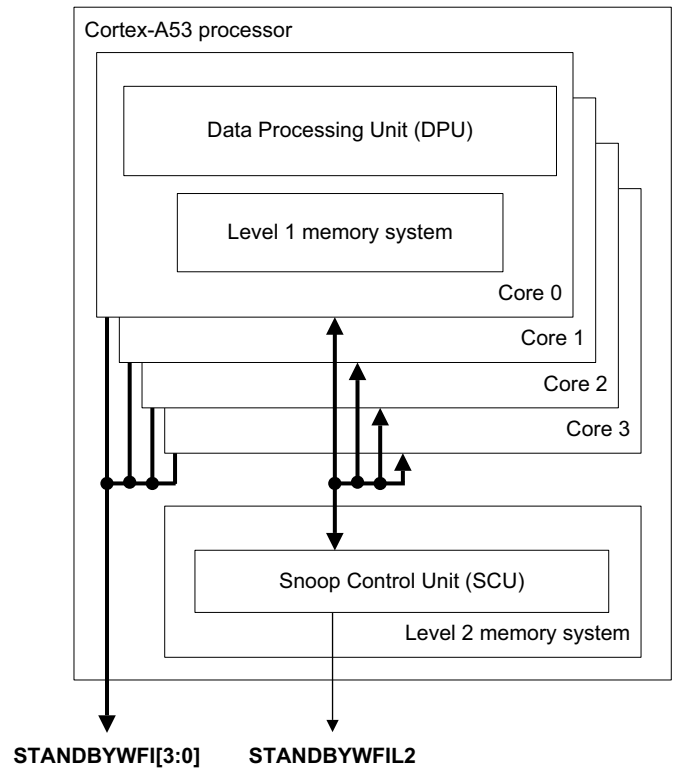 Cortex-A53 processor
Data Processing Unit (DPU)
Level 1 memory system
Core 0
Core 1
Core 2
Core 3
Snoop Control Unit (SCU)
Level 2 memory system
STANDBYWFI[3:0] STANDBYWFIL2